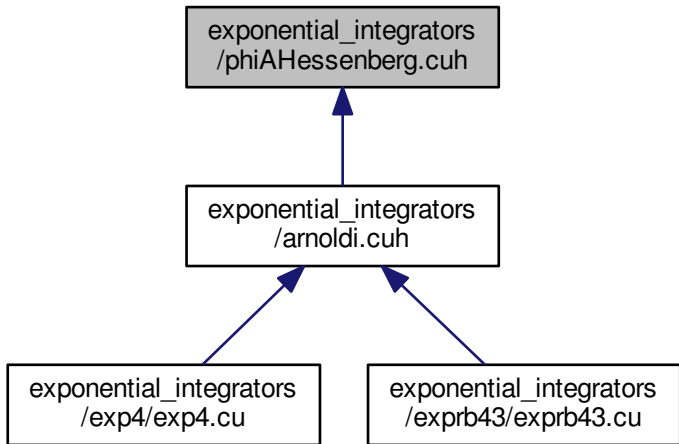 exponential_integrators
/phiAHessenberg.cuh
exponential_integrators
/arnoldi.cuh
exponential_integrators
/exp4/exp4.cu
exponential_integrators
/exprb43/exprb43.cu